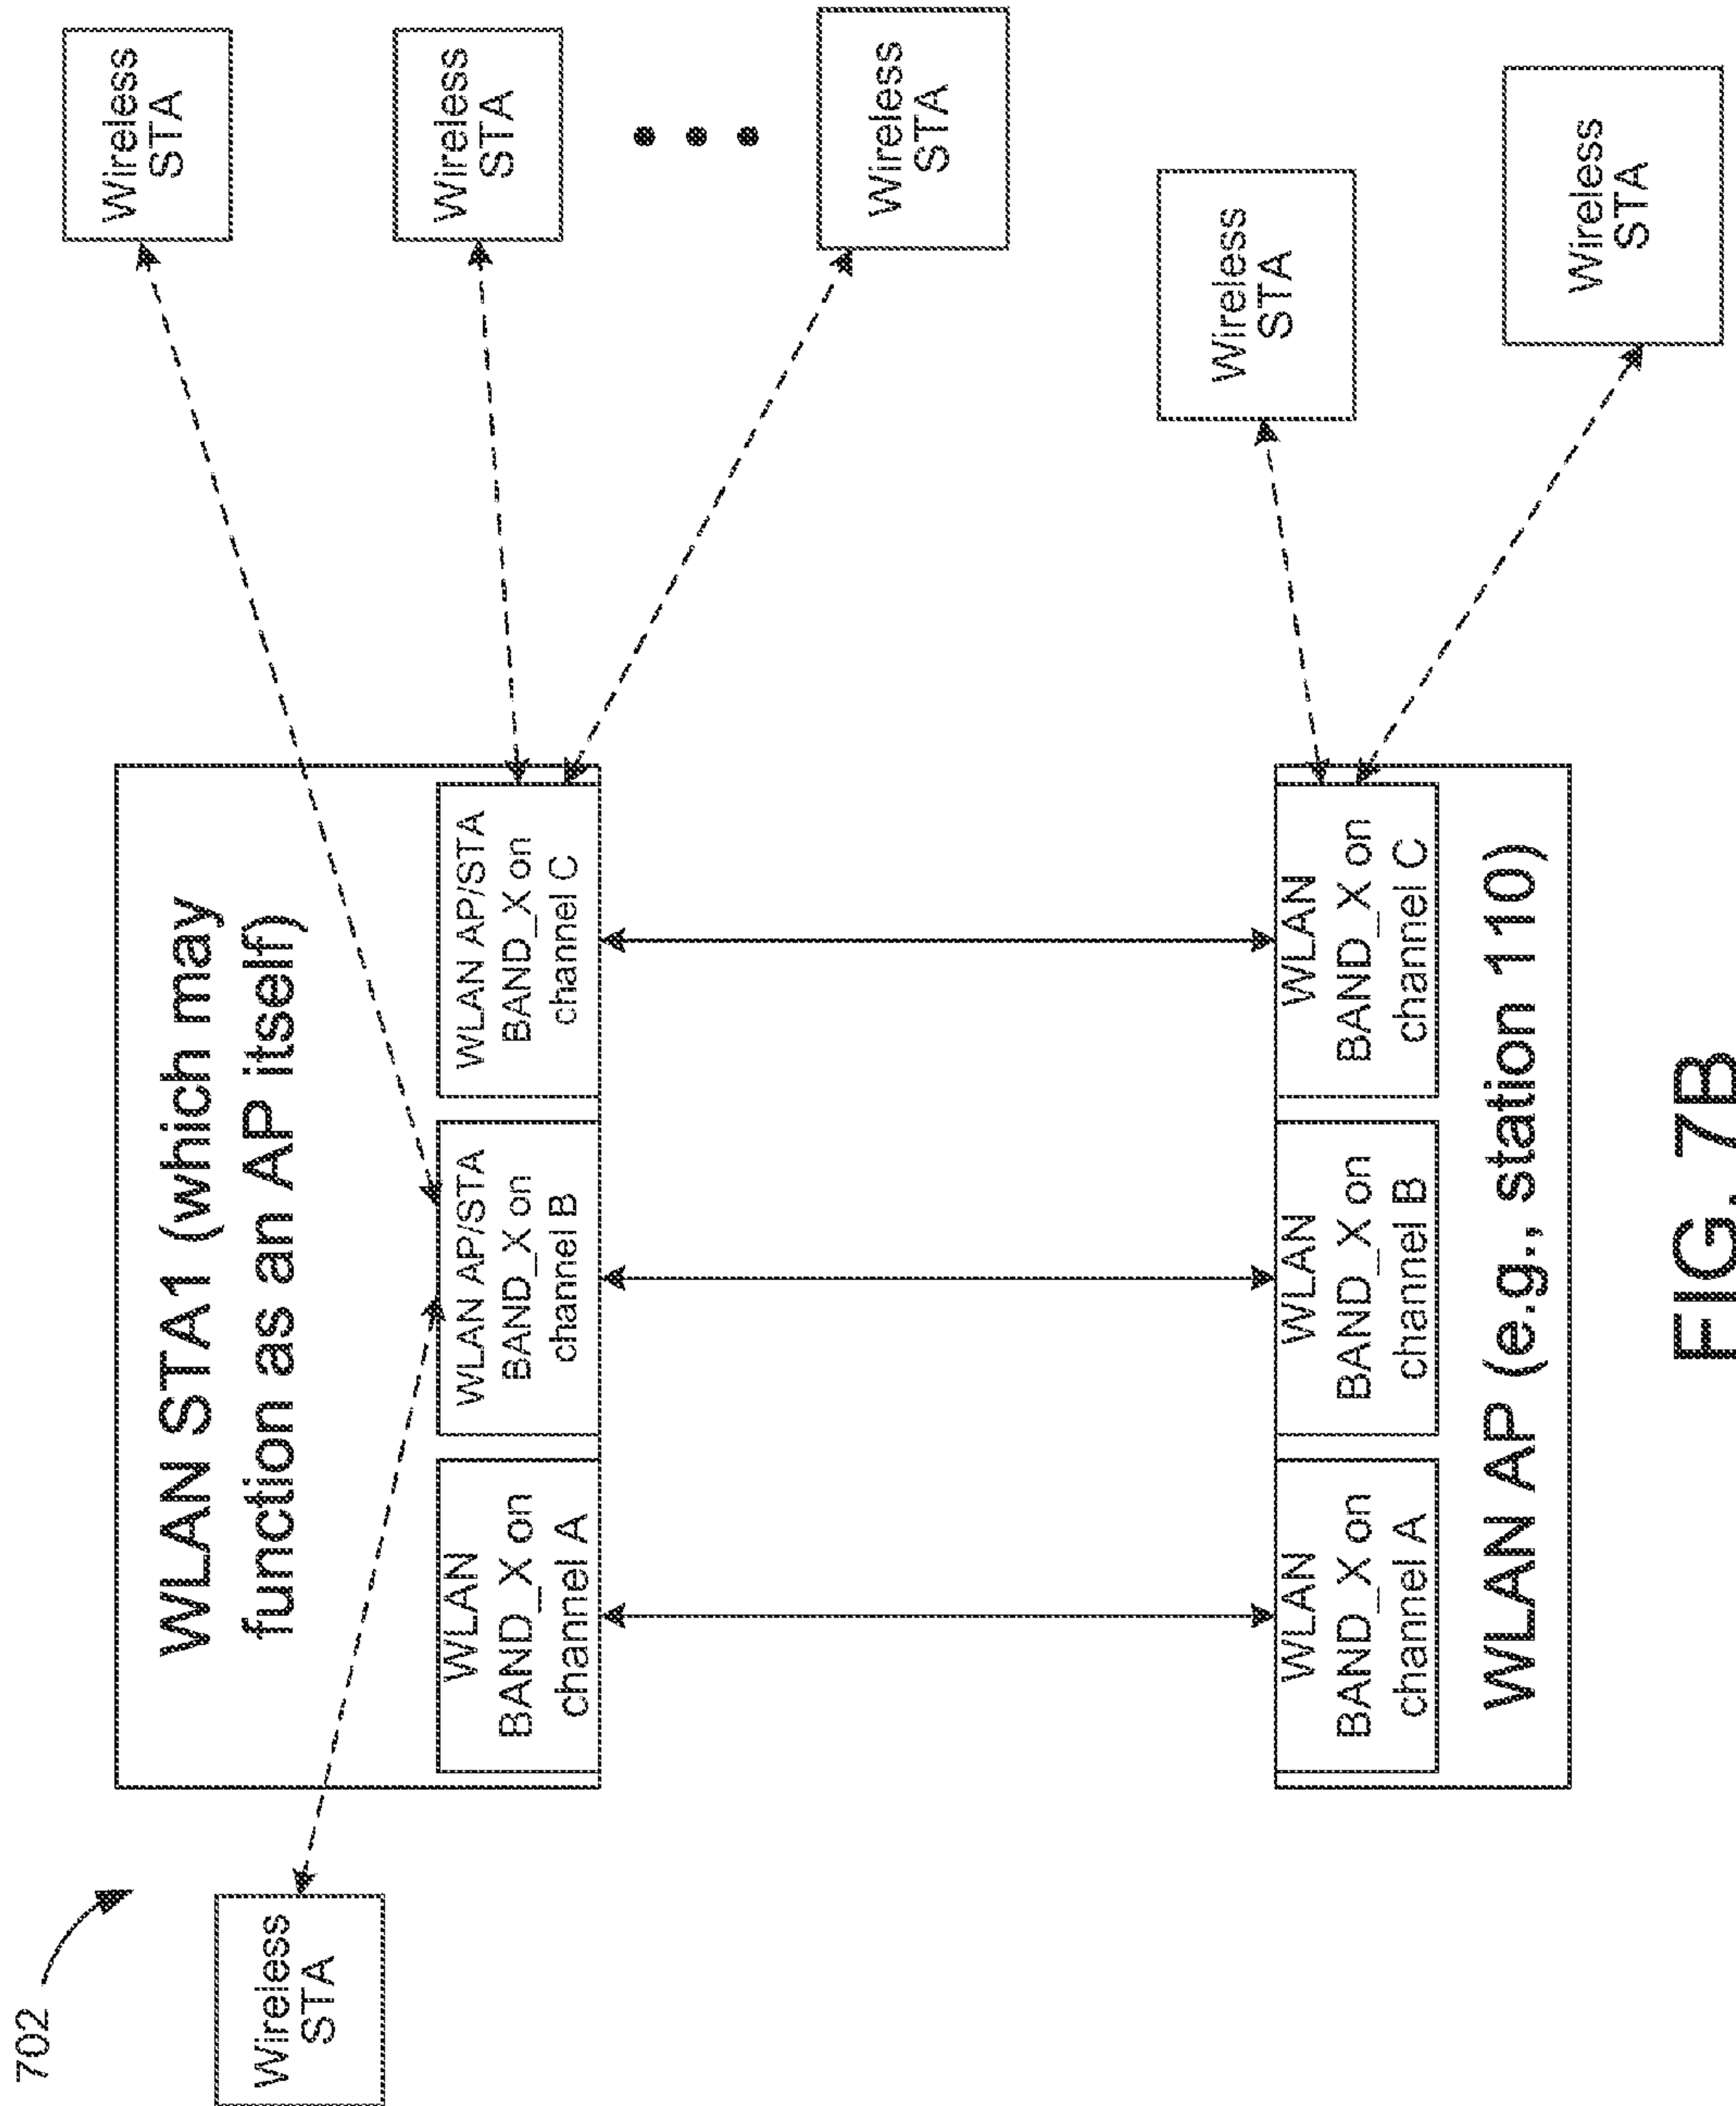 702
Wireless
STA
WLAN STA1 (which may
function as an AP itself)
WLAN
BAND_X on
channel A
WLAN AP/STA
BAND_X on
channel B
WLAN AP/STA
BAND_X on
channel C
Wireless
STA
Wireless
STA
Wireless
STA
Wireless
STA
Wireless
STA
WLAN
BAND_X on
channel A
WLAN
BAND_X on
channel B
WLAN
BAND_X on
channel C
WLAN AP (e.g., station 110)
FIG. 7B